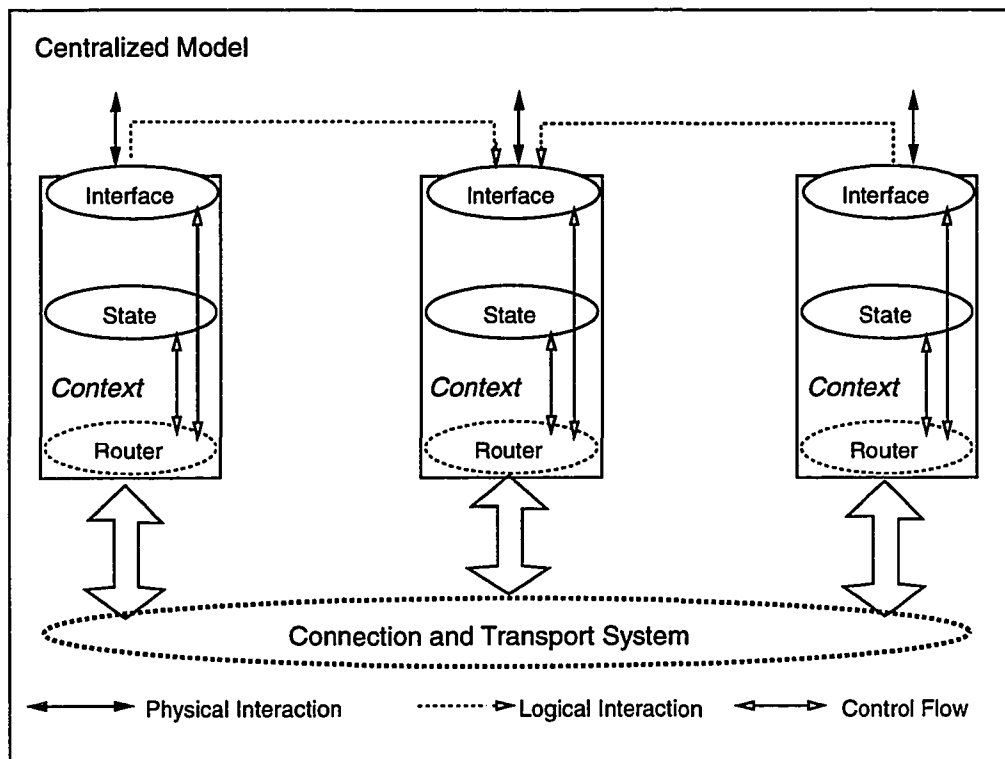 Centralized Model
Interface Interface Interface
State State State
Context Context Context
Router Router Router
Connection and Transport System
Physical Interaction Logical Interaction Control Flow